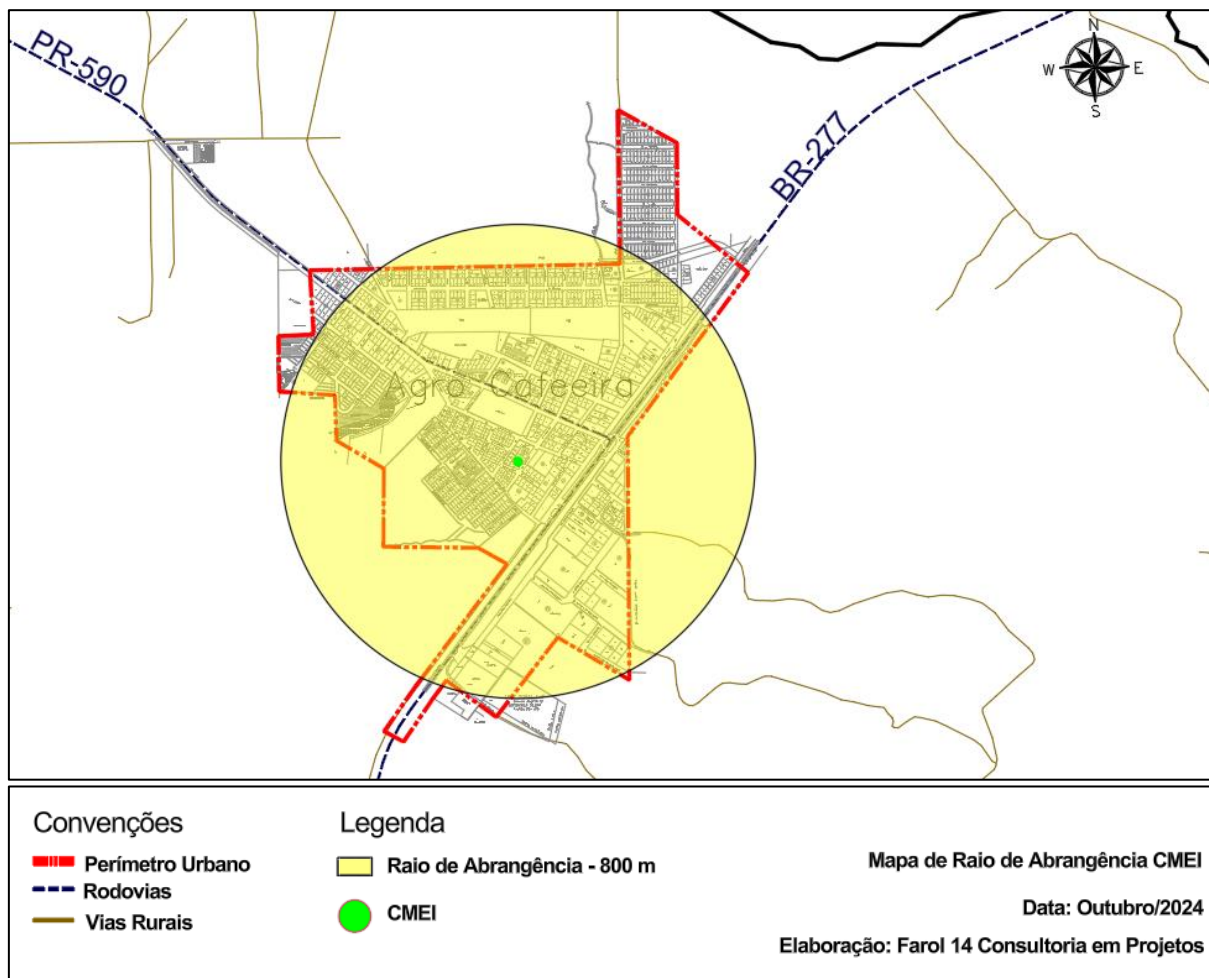 PR-590
N
W E
S
BR-277
Agro Cafeeira
Convenções
Perímetro Urbano
Rodovias
Vias Rurais
Legenda
Raio de Abrangência - 800 m
CMEI
Mapa de Raio de Abrangência CMEI
Data: Outubro/2024
Elaboração: Farol 14 Consultoria em Projetos